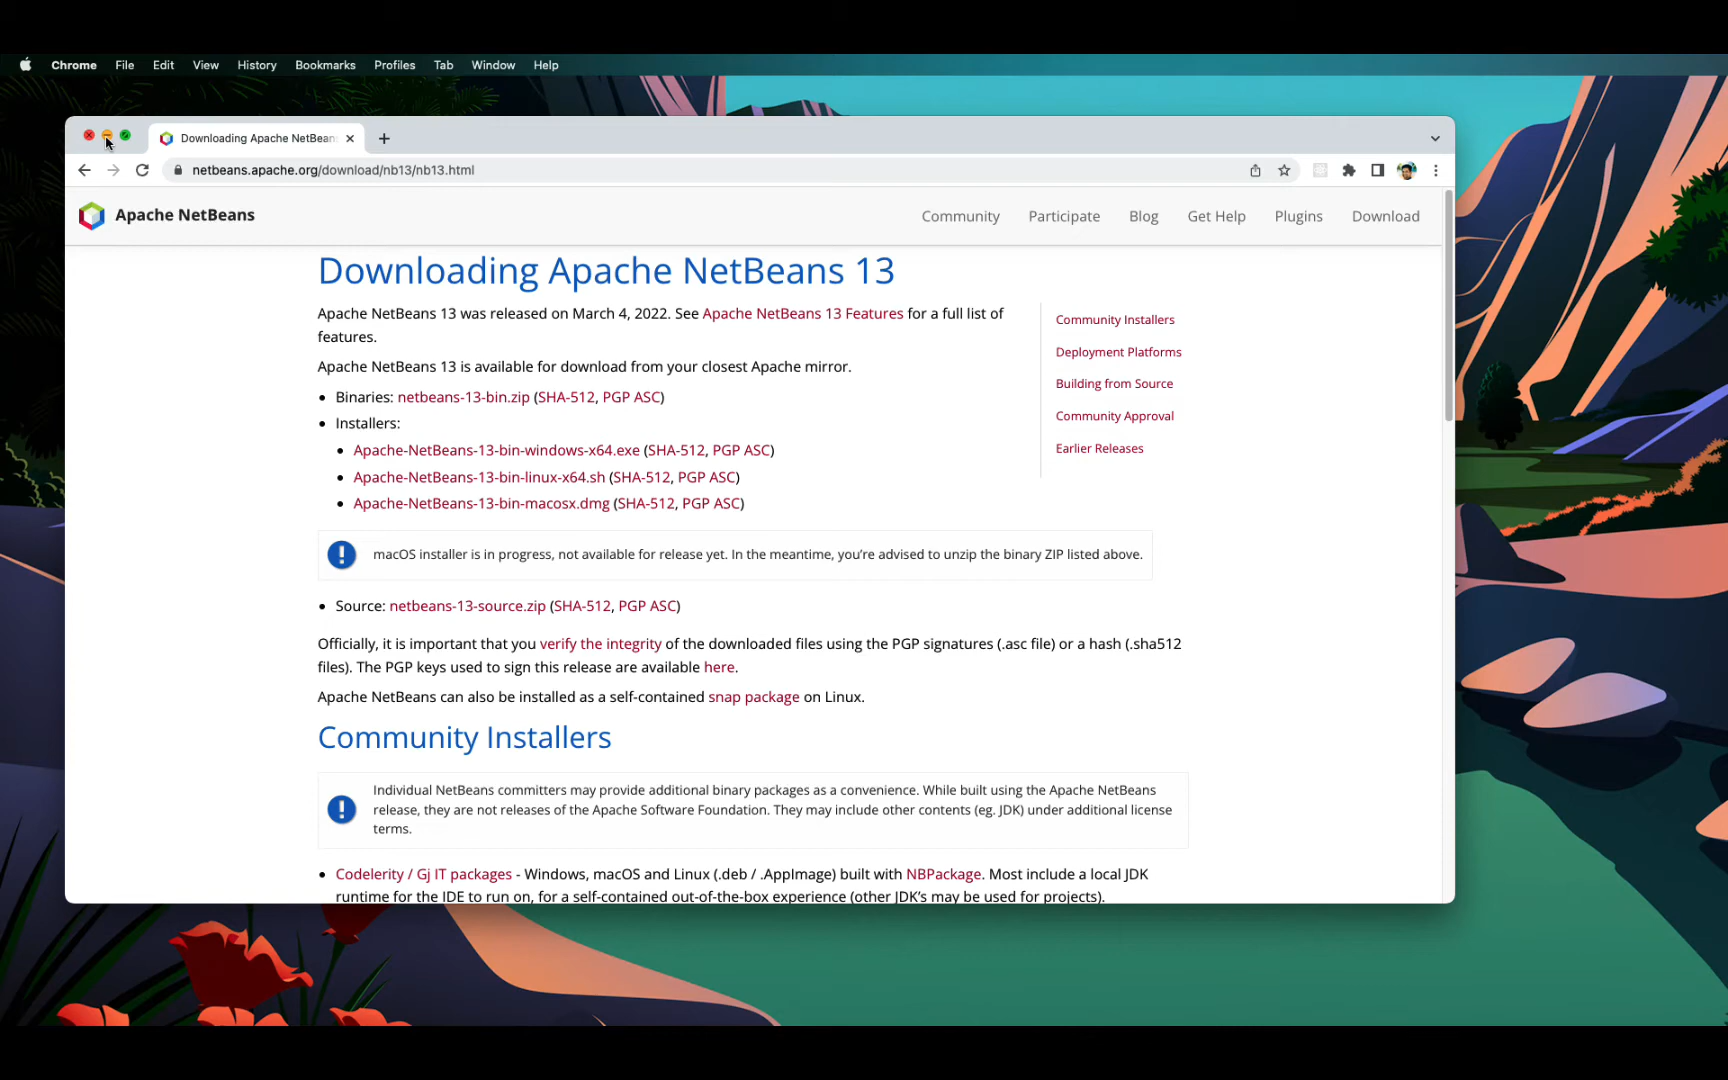 Chrome File Edit View History Bookmarks Profiles Tab Window Help
Downloading Apache NetBean
netbeans.apache.org/download/nb13/nb13.html
Apache NetBeans
Community Participate Blog Get Help Plugins Download
Downloading Apache NetBeans 13
Apache NetBeans 13 was released on March 4, 2022. See Apache NetBeans 13 Features for a full list of
features.
Apache NetBeans 13 is available for download from your closest Apache mirror.
• Binaries: netbeans-13-bin.zip (SHA-512, PGP ASC)
• Installers:
• Apache-NetBeans-13-bin-windows-x64.exe (SHA-512, PGP ASC)
• Apache-NetBeans-13-bin-linux-x64.sh (SHA-512, PGP ASC)
• Apache-NetBeans-13-bin-macosx.dmg (SHA-512, PGP ASC)
Community Installers
Deployment Platforms
Building from Source
Community Approval
Earlier Releases
macOS installer is in progress, not available for release yet. In the meantime, you’re advised to unzip the binary ZIP listed above.
• Source: netbeans-13-source.zip (SHA-512, PGP ASC)
Officially, it is important that you verify the integrity of the downloaded files using the PGP signatures (.asc file) or a hash (.sha512
files). The PGP keys used to sign this release are available here.
Apache NetBeans can also be installed as a self-contained snap package on Linux.
Community Installers
Individual NetBeans committers may provide additional binary packages as a convenience. While built using the Apache NetBeans
release, they are not releases of the Apache Software Foundation. They may include other contents (eg. JDK) under additional license
terms.
• Codelerity / Gj IT packages - Windows, macOS and Linux (.deb / .AppImage) built with NBPackage. Most include a local JDK
runtime for the IDE to run on, for a self-contained out-of-the-box experience (other JDK’s may be used for projects).